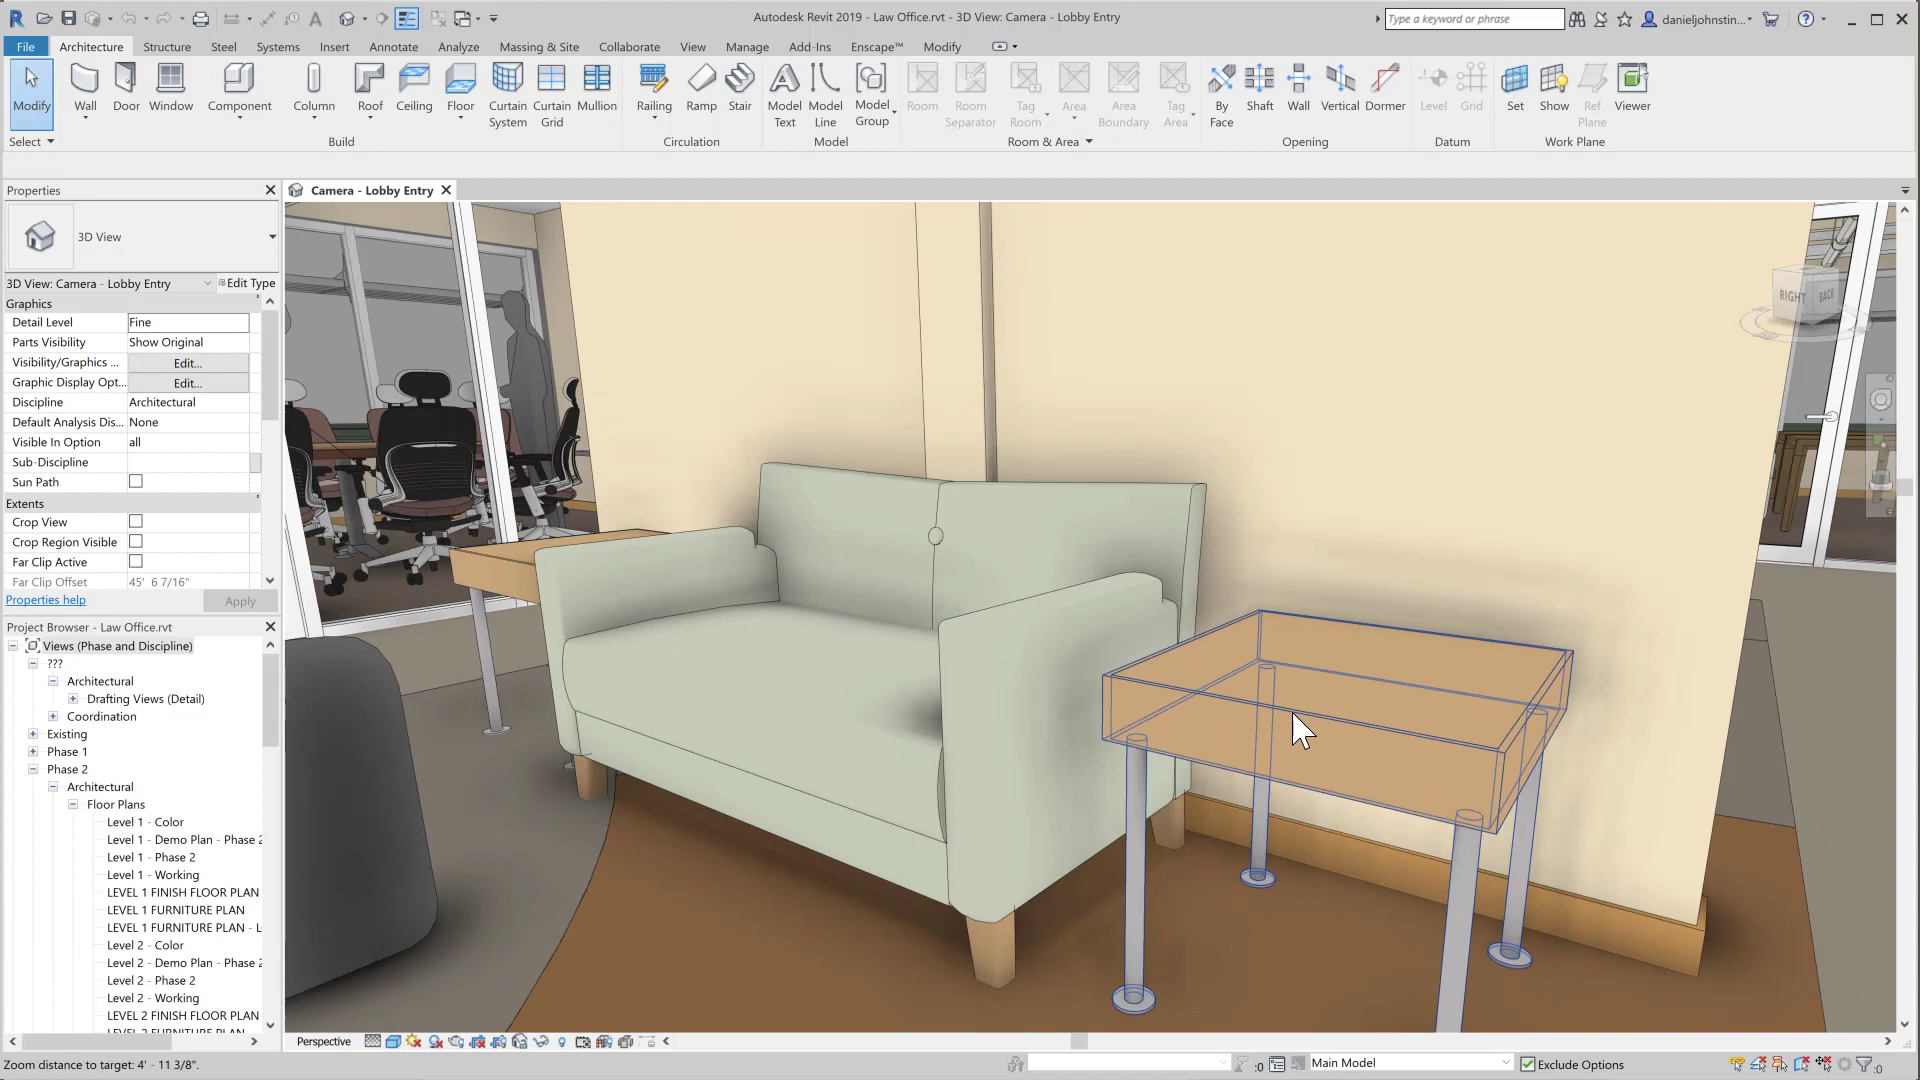 Autodesk Revit 2019 - Law Office.rvt - 3D View: Camera - Lobby Entry
Type a keyword or phrase
danieljohnstin...
File Architecture Structure Steel Systems Insert Annotate Analyze Massing & Site Collaborate View Manage Add-Ins Enscape™ Modify
Modify
Wall
Door
Window
Component
Column
Roof
Ceiling
Floor
Curtain
System
Curtain
Grid
Mullion
Railing
Ramp
Stair
Model
Text
Model
Line
Model
Group
Room
Room
Separator
Tag
Room
Area
Area
Boundary
Tag
Area
By
Face
Shaft
Wall
Vertical
Dormer
Level
Grid
Set
Show
Ref
Plane
Viewer
Select
Build
Circulation
Model
Room & Area
Opening
Datum
Work Plane
Properties
3D View
3D View: Camera - Lobby Entry
Edit Type
Graphics
Detail Level Fine
Parts Visibility Show Original
Visibility/Graphics ... Edit...
Graphic Display Opt... Edit...
Discipline Architectural
Default Analysis Dis... None
Visible In Option all
Sub-Discipline
Sun Path
Extents
Crop View
Crop Region Visible
Far Clip Active
Far Clip Offset 45' 6 7/16"
Properties help
Apply
Project Browser - Law Office.rvt
Views (Phase and Discipline)
???
Architectural
Drafting Views (Detail)
Coordination
Existing
Phase 1
Phase 2
Architectural
Floor Plans
Level 1 - Color
Level 1 - Demo Plan - Phase 2
Level 1 - Phase 2
Level 1 - Working
LEVEL 1 FINISH FLOOR PLAN
LEVEL 1 FURNITURE PLAN
LEVEL 1 FURNITURE PLAN - L
Level 2 - Color
Level 2 - Demo Plan - Phase 2
Level 2 - Phase 2
Level 2 - Working
LEVEL 2 FINISH FLOOR PLAN
LEVEL 2 FURNITURE PLAN
Camera - Lobby Entry
RIGHT
BACK
Perspective
Zoom distance to target: 4' - 11 3/8".
:0
Main Model
Exclude Options
:0